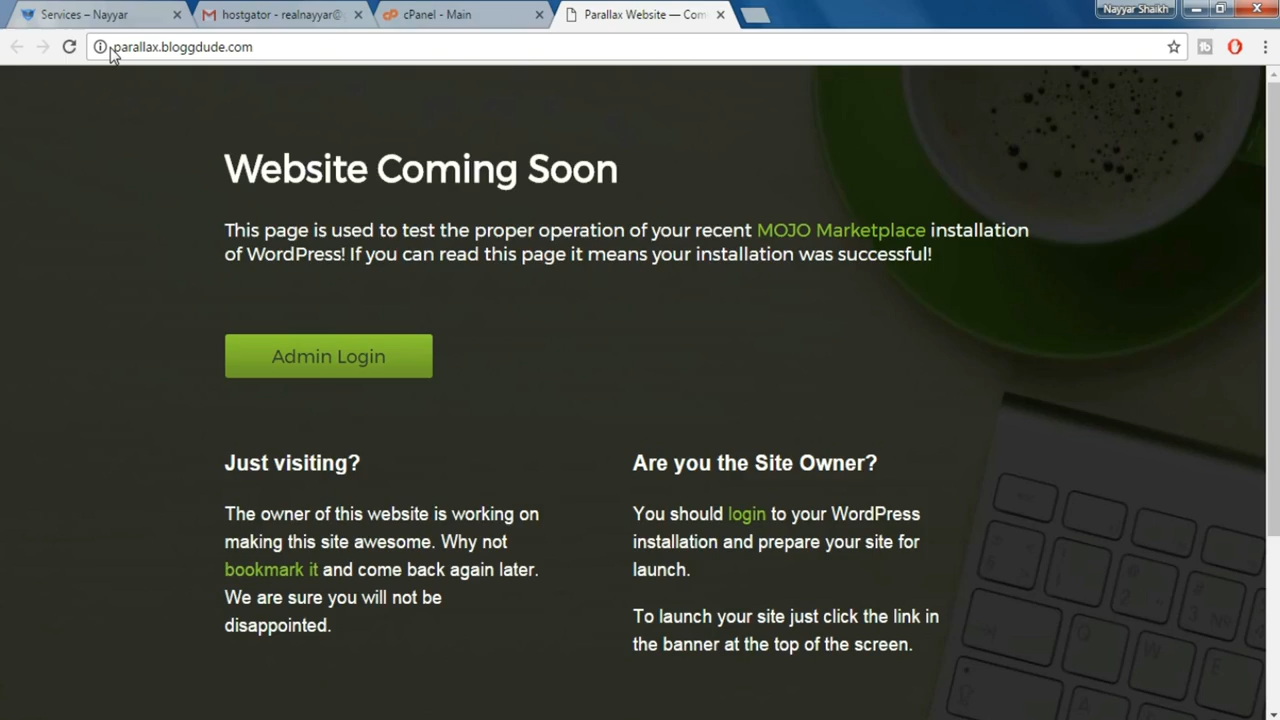 Services – Nayyar
hostgator - realnayyar@
cPanel - Main
Parallax Website — Com
Nayyar Shaikh
parallax.bloggdude.com
Website Coming Soon
This page is used to test the proper operation of your recent MOJO Marketplace installation
of WordPress! If you can read this page it means your installation was successful!
Admin Login
Just visiting?
The owner of this website is working on
making this site awesome. Why not
bookmark it and come back again later.
We are sure you will not be
disappointed.
Are you the Site Owner?
You should login to your WordPress
installation and prepare your site for
launch.
To launch your site just click the link in
the banner at the top of the screen.